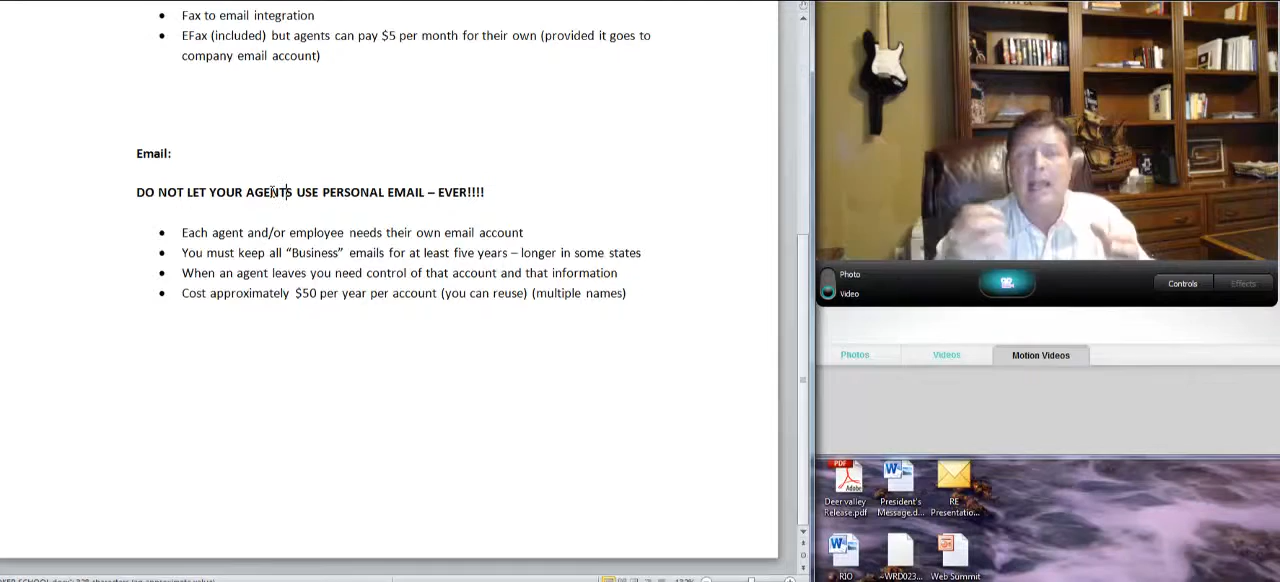 Fax to email integration
EFax (included) but agents can pay $5 per month for their own (provided it goes to
company email account)
Email:
DO NOT LET YOUR AGENTS USE PERSONAL EMAIL – EVER!!!!
Each agent and/or employee needs their own email account
You must keep all “Business” emails for at least five years – longer in some states
When an agent leaves you need control of that account and that information
Cost approximately $50 per year per account (you can reuse) (multiple names)
Photo
Video
Controls
Effects
Photos
Videos
Motion Videos
PDF
Adobe
Deer valley
Release.pdf
President's
Message.d...
RE
Presentatio...
RIO
~WRD023...
Web Summit